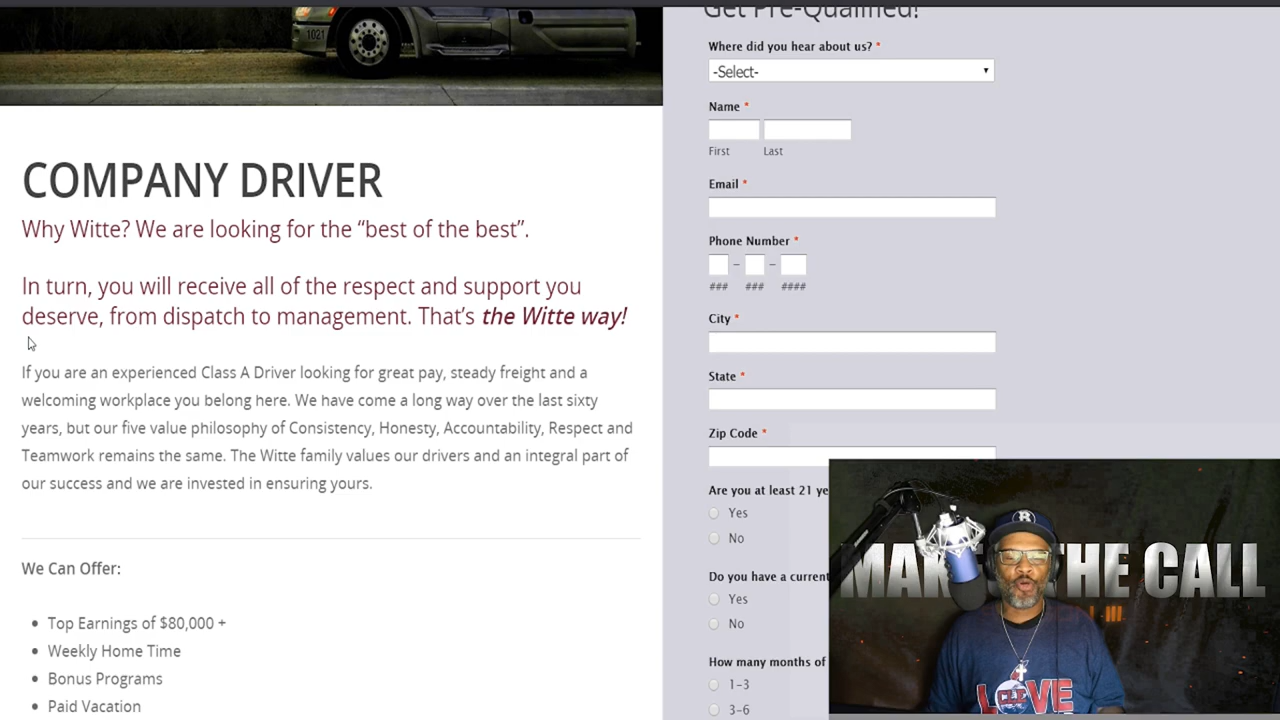 1021
COMPANY DRIVER
Why Witte? We are looking for the “best of the best”.
In turn, you will receive all of the respect and support you
deserve, from dispatch to management. That’s the Witte way!
If you are an experienced Class A Driver looking for great pay, steady freight and a
welcoming workplace you belong here. We have come a long way over the last sixty
years, but our five value philosophy of Consistency, Honesty, Accountability, Respect and
Teamwork remains the same. The Witte family values our drivers and an integral part of
our success and we are invested in ensuring yours.
We Can Offer:
Top Earnings of $80,000 +
Weekly Home Time
Bonus Programs
Paid Vacation
Get Pre-Qualified!
Where did you hear about us? *
-Select-
Name *
First Last
Email *
Phone Number *
– –
### ### ####
City *
State *
Zip Code *
Are you at least 21 ye
Yes
No
Do you have a current
Yes
No
How many months of
1-3
3-6
THE CALL
R
LOVE